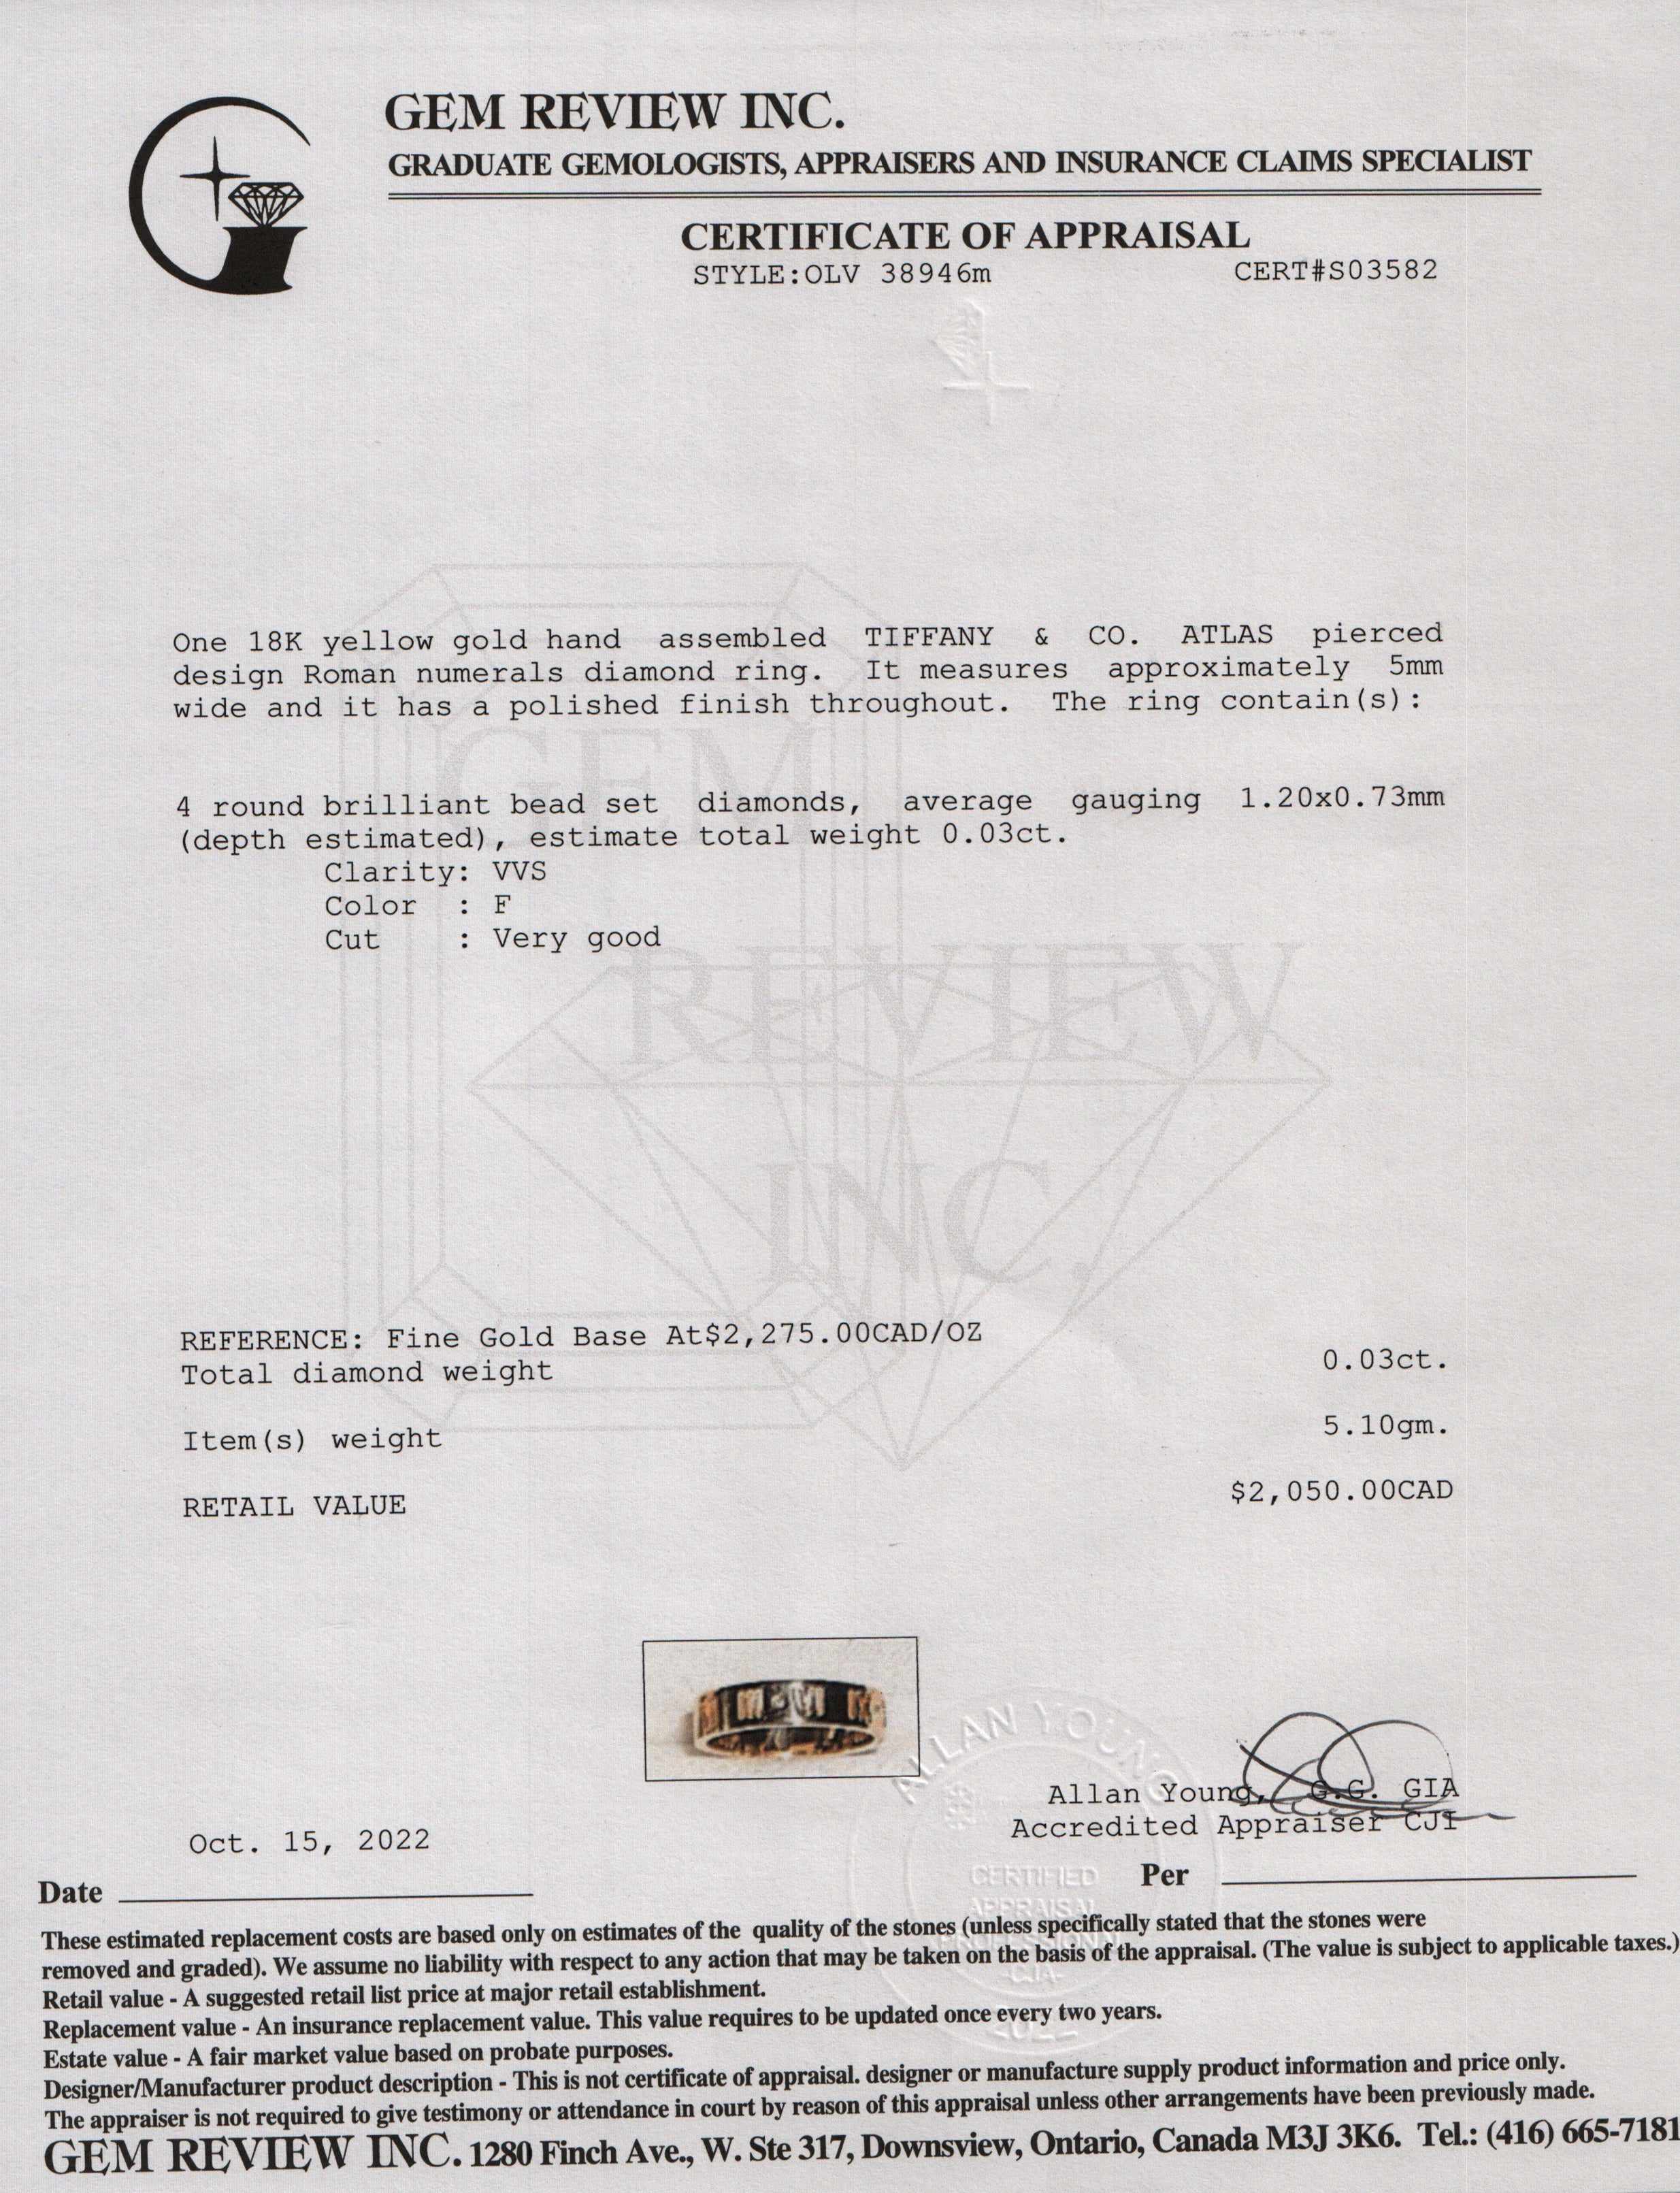 GEM REVIEW INC.
GRADUATE GEMOLOGISTS, APPRAISERS AND INSURANCE CLAIMS SPECIALIST
CERTIFICATE OF APPRAISAL
STYLE:OLV 38946m CERT#S03582
One 18K yellow gold hand assembled TIFFANY & CO. ATLAS pierced
design Roman numerals diamond ring. It measures approximately 5mm
wide and it has a polished finish throughout. The ring contain(s):
GEM
4 round brilliant bead set diamonds, average gauging 1.20x0.73mm
(depth estimated), estimate total weight 0.03ct.
Clarity: VVS
Color : F
Cut : Very good
REVIEW
INC.
REFERENCE: Fine Gold Base At$2,275.00CAD/OZ
Total diamond weight 0.03ct.
Item(s) weight 5.10gm.
RETAIL VALUE $2,050.00CAD
ALLAN YOUNG
Allan Young, G.G. GIA
Accredited Appraiser CJI
Oct. 15, 2022
CERTIFIED
APPRAISAL
Date
Per
These estimated replacement costs are based only on estimates of the quality of the stones (unless specifically stated that the stones were
removed and graded). We assume no liability with respect to any action that may be taken on the basis of the appraisal. (The value is subject to applicable taxes.)
Retail value - A suggested retail list price at major retail establishment.
Replacement value - An insurance replacement value. This value requires to be updated once every two years.
Estate value - A fair market value based on probate purposes.
Designer/Manufacturer product description - This is not certificate of appraisal. designer or manufacture supply product information and price only.
The appraiser is not required to give testimony or attendance in court by reason of this appraisal unless other arrangements have been previously made.
GEM REVIEW INC. 1280 Finch Ave., W. Ste 317, Downsview, Ontario, Canada M3J 3K6. Tel.: (416) 665-7181